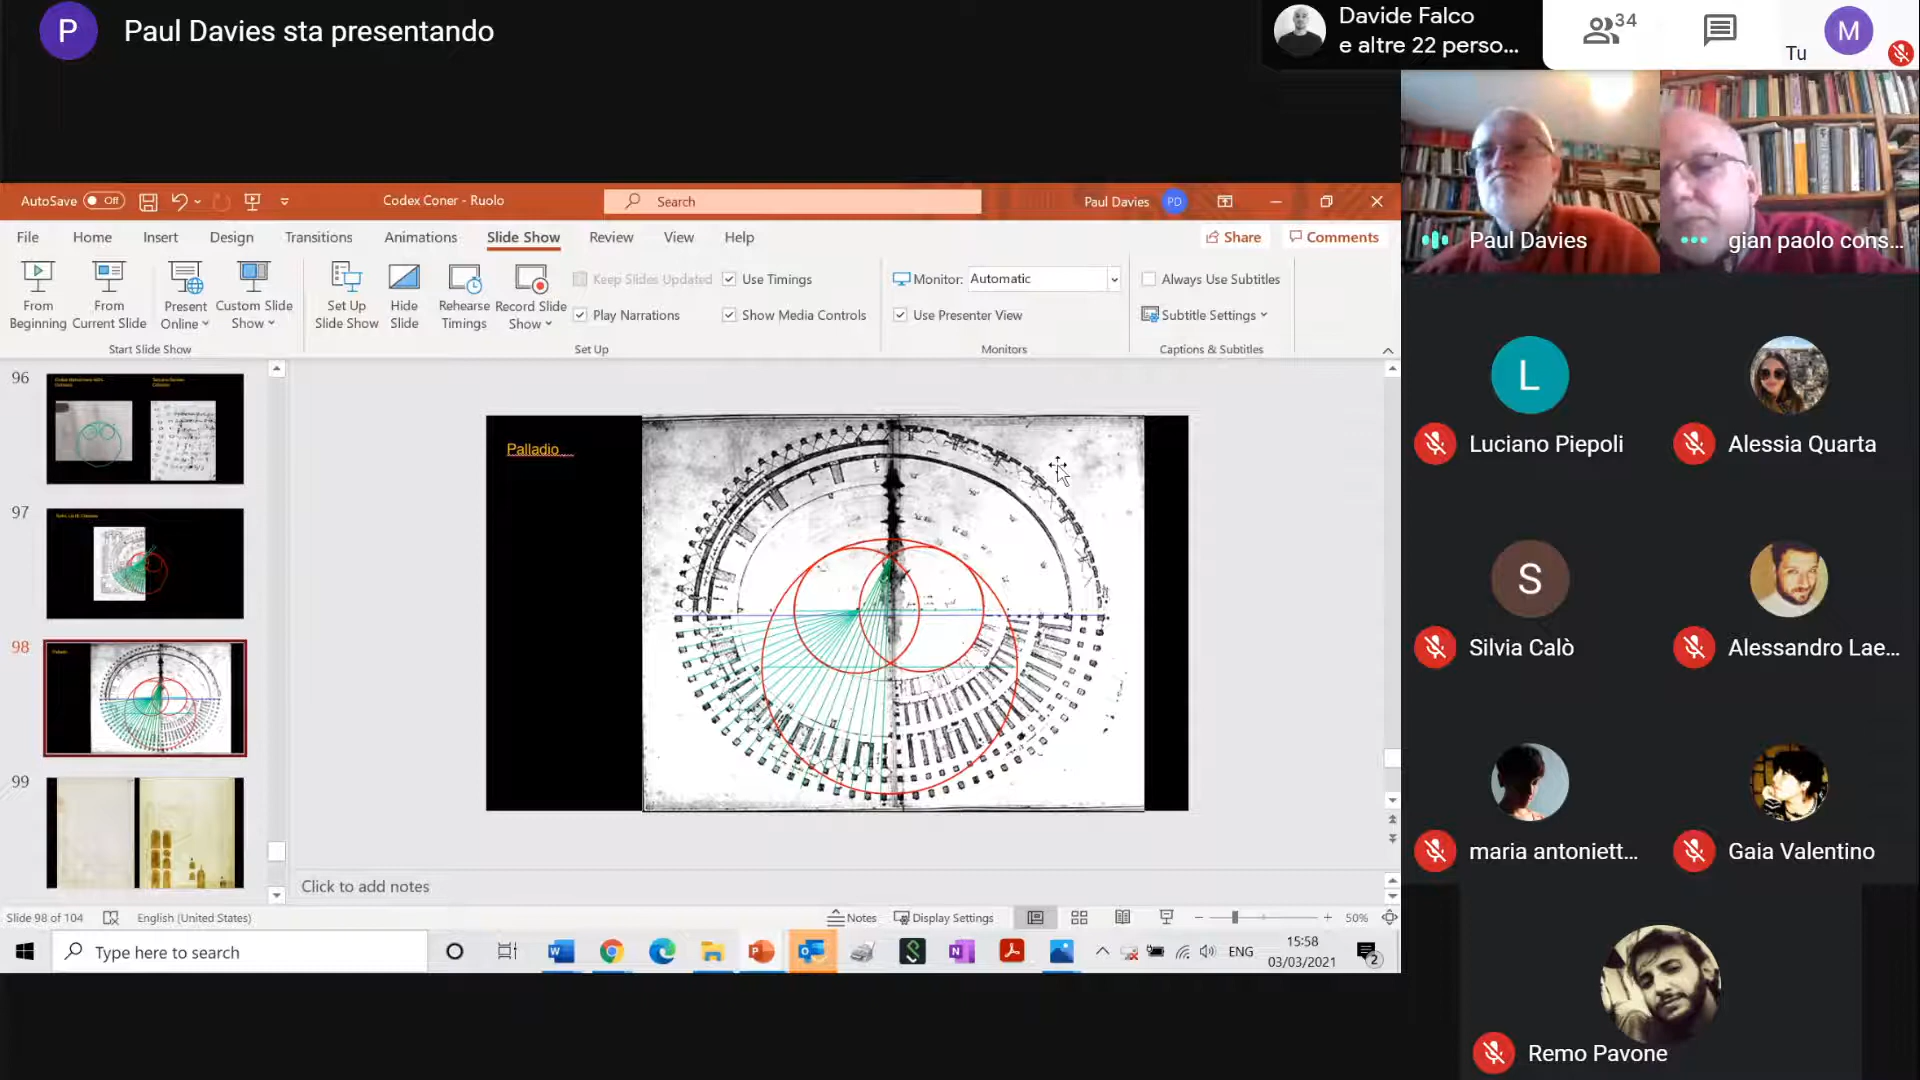 P Paul Davies sta presentando
Davide Falco
e altre 22 perso...
34
Tu
M
AutoSave Off
Codex Coner - Ruolo
Search
Paul Davies PD
File Home Insert Design Transitions Animations Slide Show Review View Help
Share Comments
From Beginning
From Current Slide
Present Online
Custom Slide Show
Start Slide Show
Set Up Slide Show
Hide Slide
Rehearse Timings
Record Slide Show
Keep Slides Updated
Play Narrations
Use Timings
Show Media Controls
Set Up
Monitor: Automatic
Use Presenter View
Monitors
Always Use Subtitles
Subtitle Settings
Captions & Subtitles
96
97
98
99
Palladio
Click to add notes
Slide 98 of 104 English (United States)
Notes Display Settings 50%
Type here to search
ENG
15:58
03/03/2021
2
Paul Davies
gian paolo cons...
L
Luciano Piepoli
Alessia Quarta
S
Silvia Calò
Alessandro Lae...
maria antoniett...
Gaia Valentino
Remo Pavone